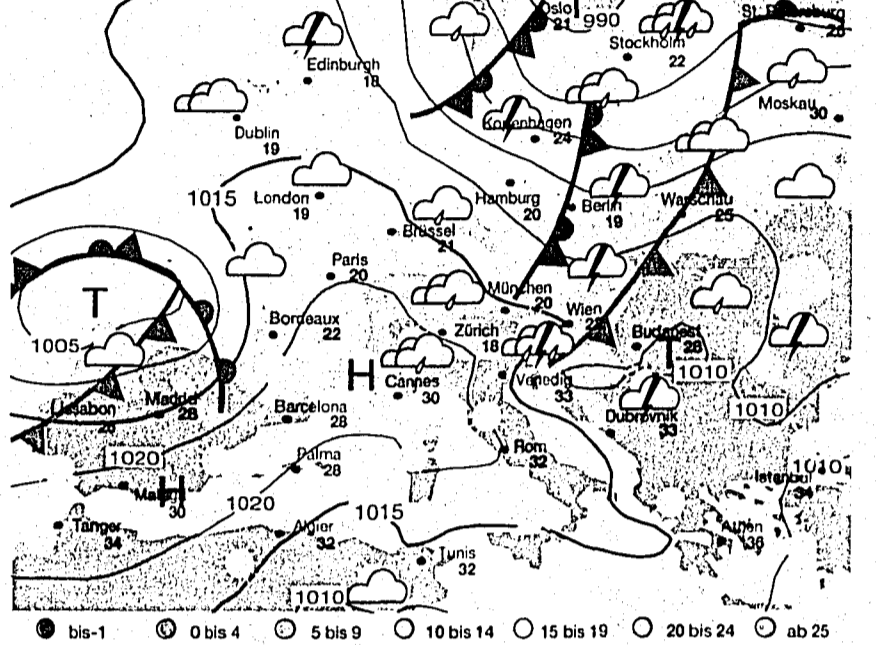 Oslo
21
990
Stockholm
22
28
Edinburgh
18
Moskau
30
Dublin
19
Kopenhagen
24
1015
London
19
Hamburg
20
Berlin
19
Warschau
25
Brüssel
21
Paris
20
T
München
20
Bordeaux
22
Zürich
18
Wien
Budapest
28
1005
H
T
1010
Cannes
30
Venedig
33
Lissabon
26
Madrid
28
Barcelona
28
Dubrovnik
33
1010
1020
Palma
28
Rom
32
1010
Istanbul
34
Malaga
30
H
1020
1015
Tanger
34
Algier
32
Tunis
32
Athen
36
1010
bis-1
0 bis 4
5 bis 9
10 bis 14
15 bis 19
20 bis 24
ab 25